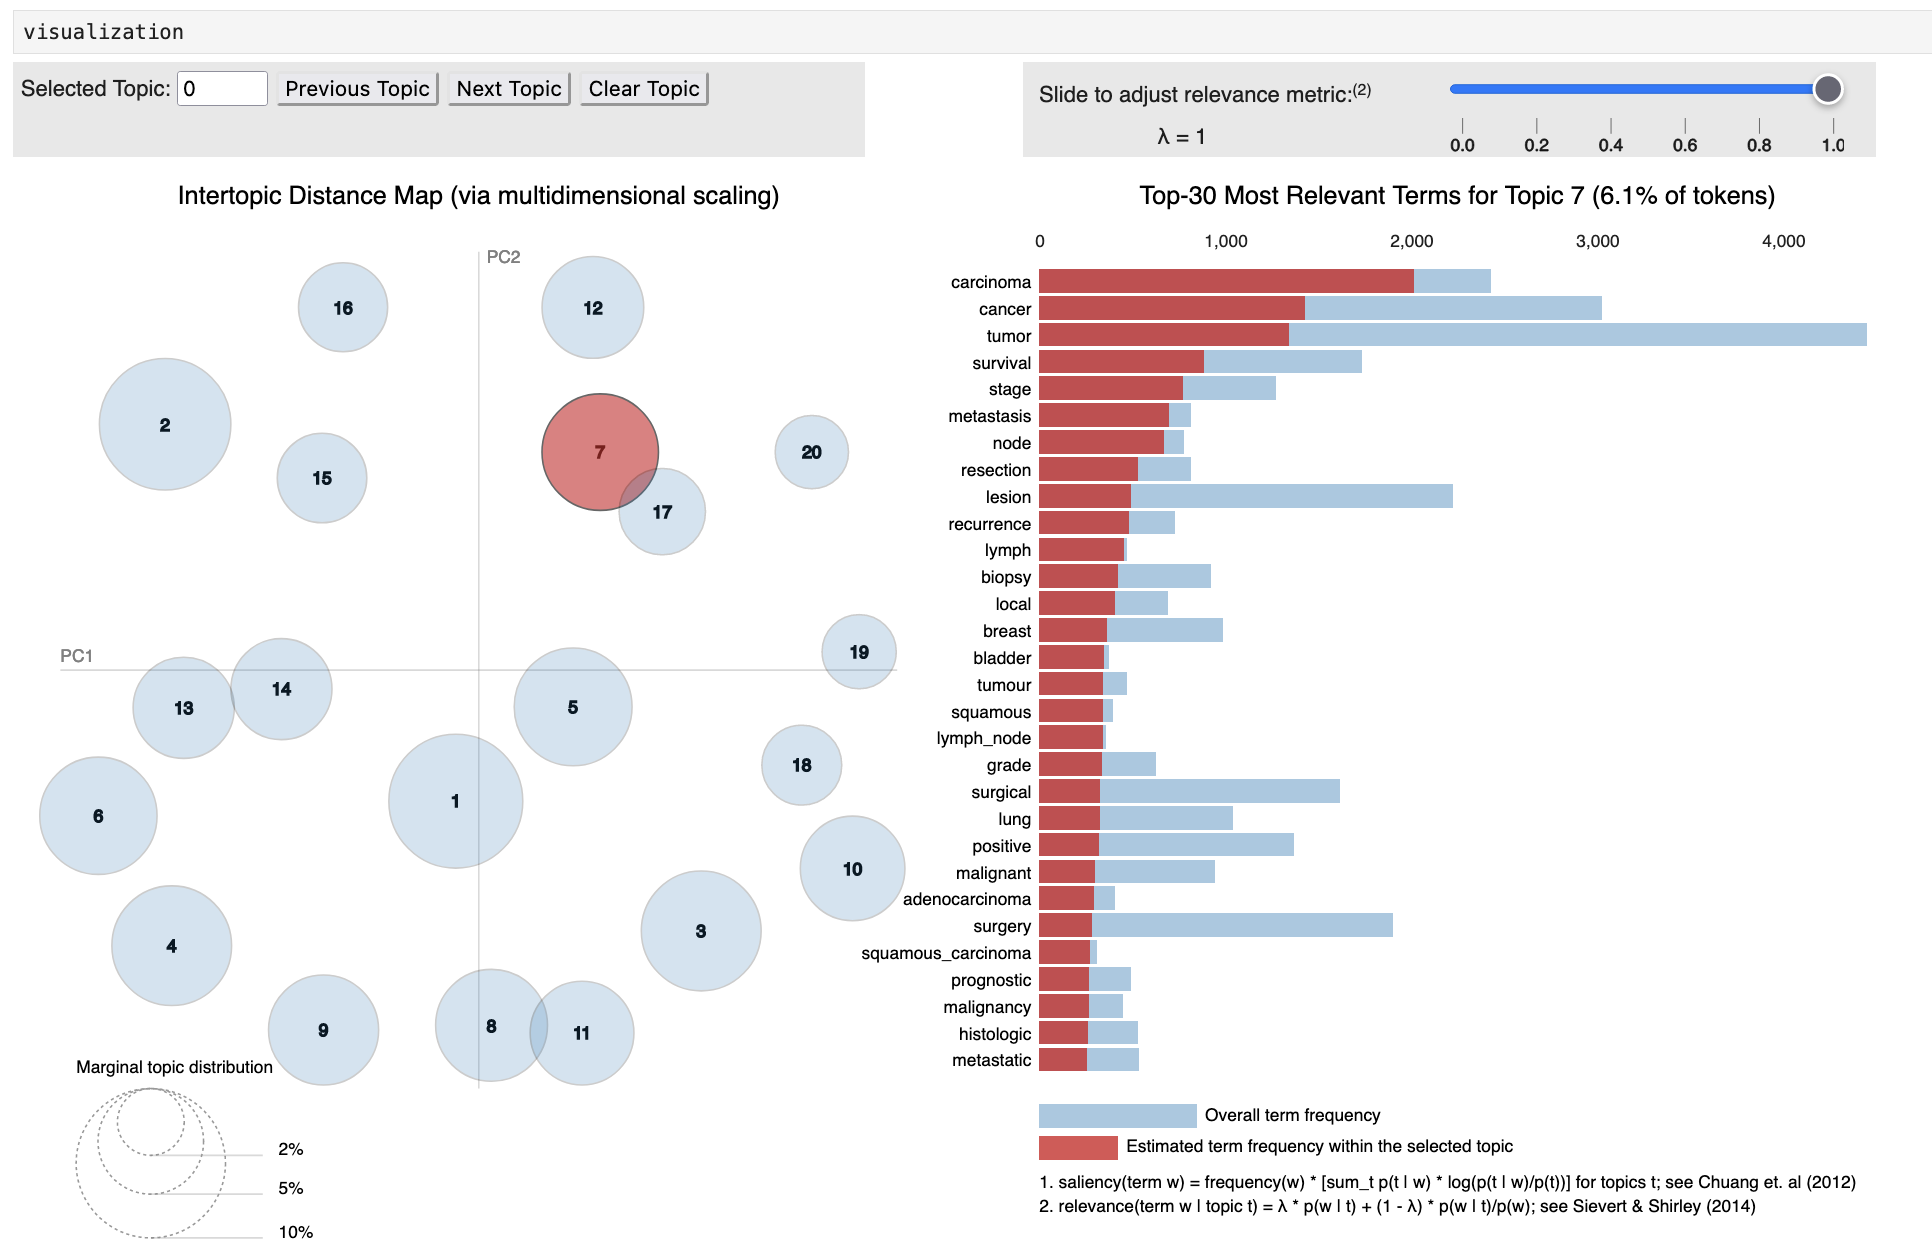 visualization
Selected Topic: 0 Previous Topic Next Topic Clear Topic
Slide to adjust relevance metric:(2)
λ = 1
0.0 0.2 0.4 0.6 0.8 1.0
Intertopic Distance Map (via multidimensional scaling)
PC2
PC1
16
12
2
7
20
15
17
19
14
13
5
18
1
6
10
3
4
8
9
11
Marginal topic distribution
2%
5%
10%
Top-30 Most Relevant Terms for Topic 7 (6.1% of tokens)
0 1,000 2,000 3,000 4,000
carcinoma
cancer
tumor
survival
stage
metastasis
node
resection
lesion
recurrence
lymph
biopsy
local
breast
bladder
tumour
squamous
lymph_node
grade
surgical
lung
positive
malignant
adenocarcinoma
surgery
squamous_carcinoma
prognostic
malignancy
histologic
metastatic
Overall term frequency
Estimated term frequency within the selected topic
1. saliency(term w) = frequency(w) * [sum_t p(t | w) * log(p(t | w)/p(t))] for topics t; see Chuang et. al (2012)
2. relevance(term w | topic t) = λ * p(w | t) + (1 - λ) * p(w | t)/p(w); see Sievert & Shirley (2014)